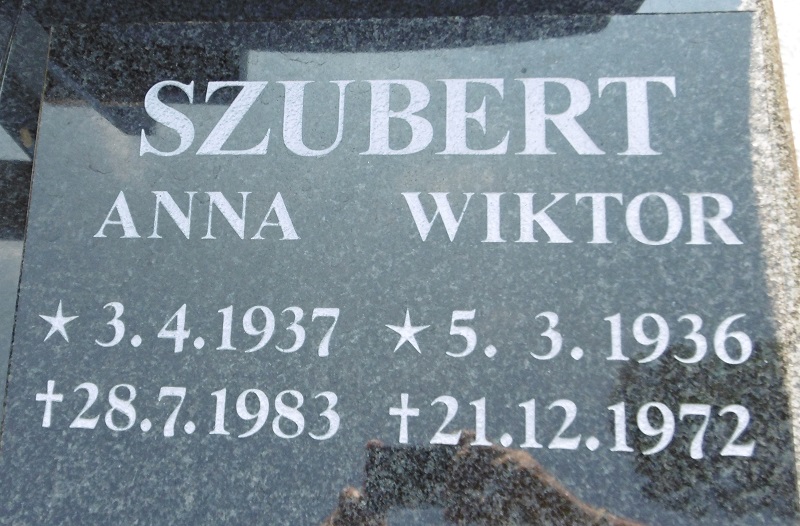 SZUBERT
ANNA WIKTOR
★ 3.4.1937 ★ 5. 3.1936
†28.7.1983 †21.12.1972